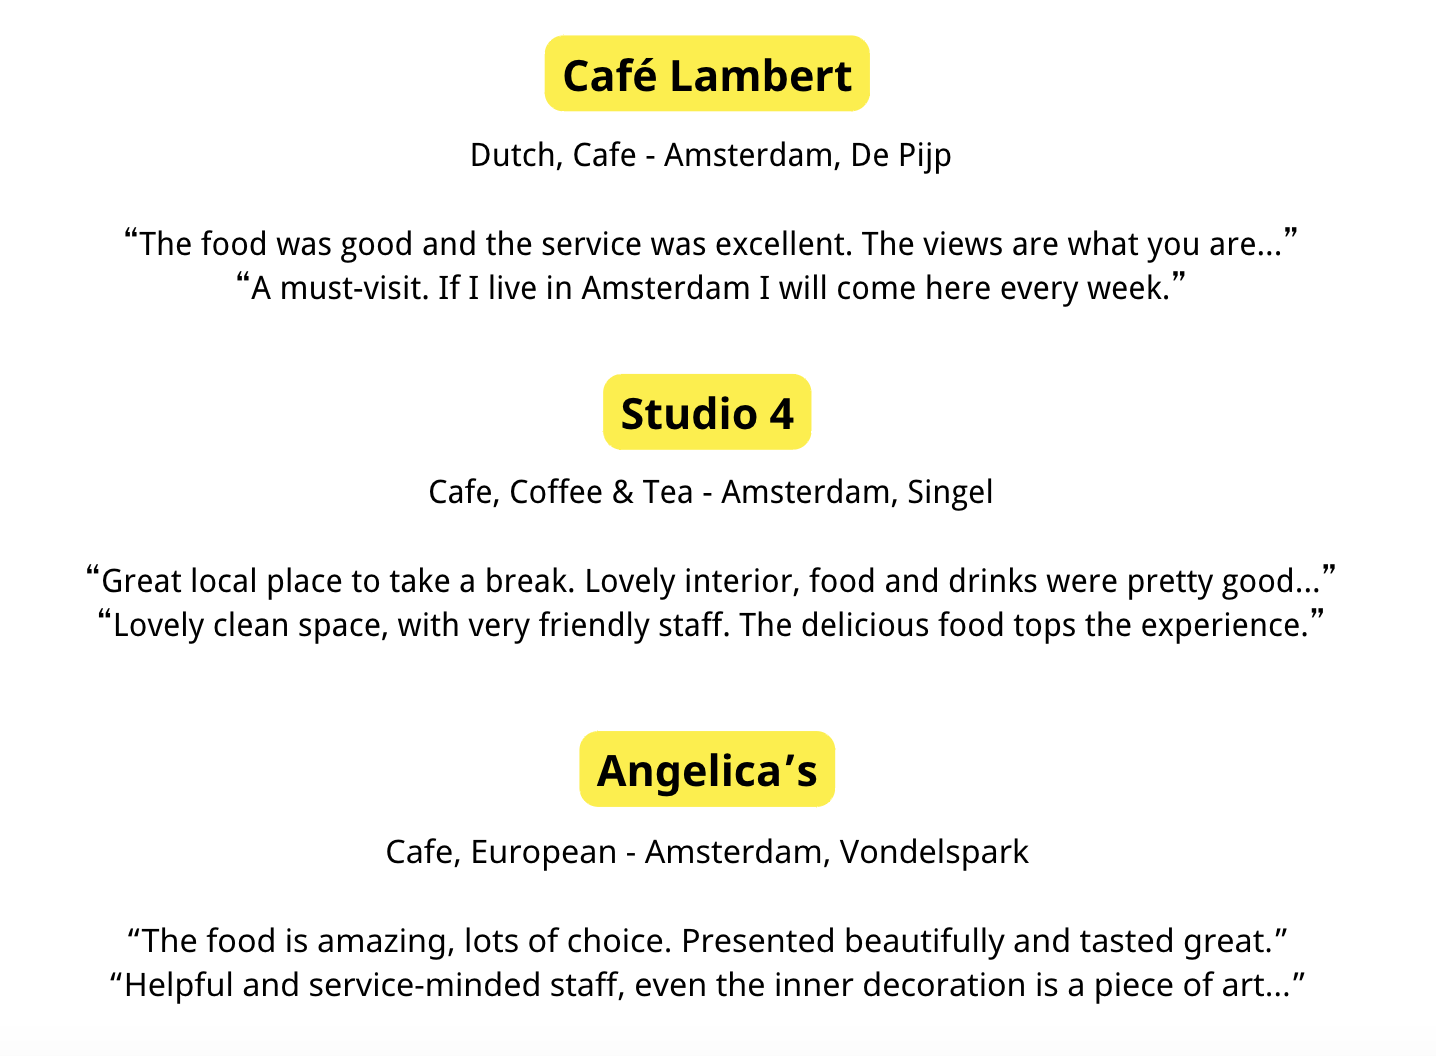 Café Lambert
Dutch, Cafe - Amsterdam, De Pijp
“The food was good and the service was excellent. The views are what you are...”
“A must-visit. If I live in Amsterdam I will come here every week.”
Studio 4
Cafe, Coffee & Tea - Amsterdam, Singel
“Great local place to take a break. Lovely interior, food and drinks were pretty good...”
“Lovely clean space, with very friendly staff. The delicious food tops the experience.”
Angelica’s
Cafe, European - Amsterdam, Vondelspark
“The food is amazing, lots of choice. Presented beautifully and tasted great.”
“Helpful and service-minded staff, even the inner decoration is a piece of art...”